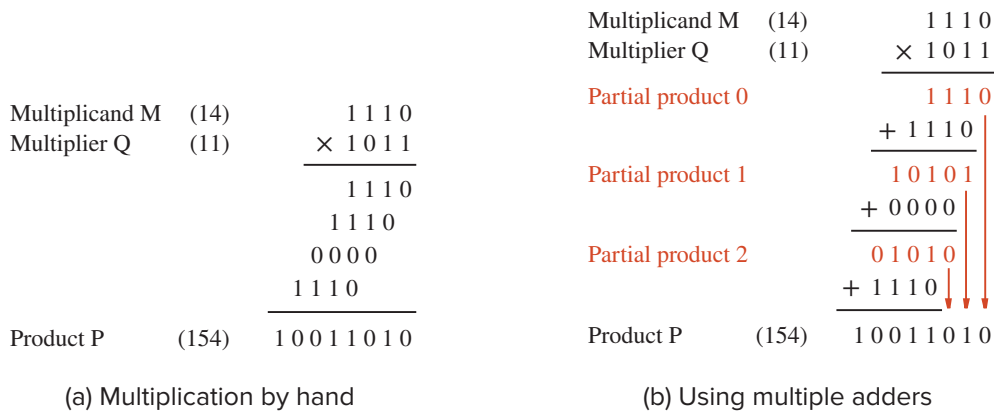 Multiplicand M (14) 1 1 1 0
Multiplier Q (11) × 1 0 1 1
1 1 1 0
1 1 1 0
0 0 0 0
1 1 1 0
Product P (154) 1 0 0 1 1 0 1 0
(a) Multiplication by hand
Multiplicand M (14) 1 1 1 0
Multiplier Q (11) × 1 0 1 1
Partial product 0 1 1 1 0
+ 1 1 1 0
Partial product 1 1 0 1 0 1
+ 0 0 0 0
Partial product 2 0 1 0 1 0
+ 1 1 1 0
Product P (154) 1 0 0 1 1 0 1 0
(b) Using multiple adders